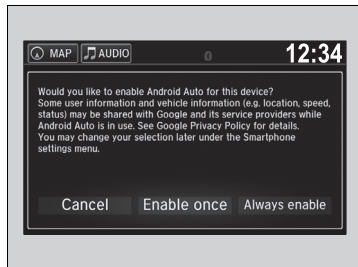 MAP AUDIO 12:34
Would you like to enable Android Auto for this
device?
Some user information and vehicle information (e.g. location, speed,
status) may be shared with Google and its service providers while
Android Auto is in use. See Google Privacy Policy for details.
You may change your selection later under the Smartphone
settings menu.
Cancel Enable once Always enable